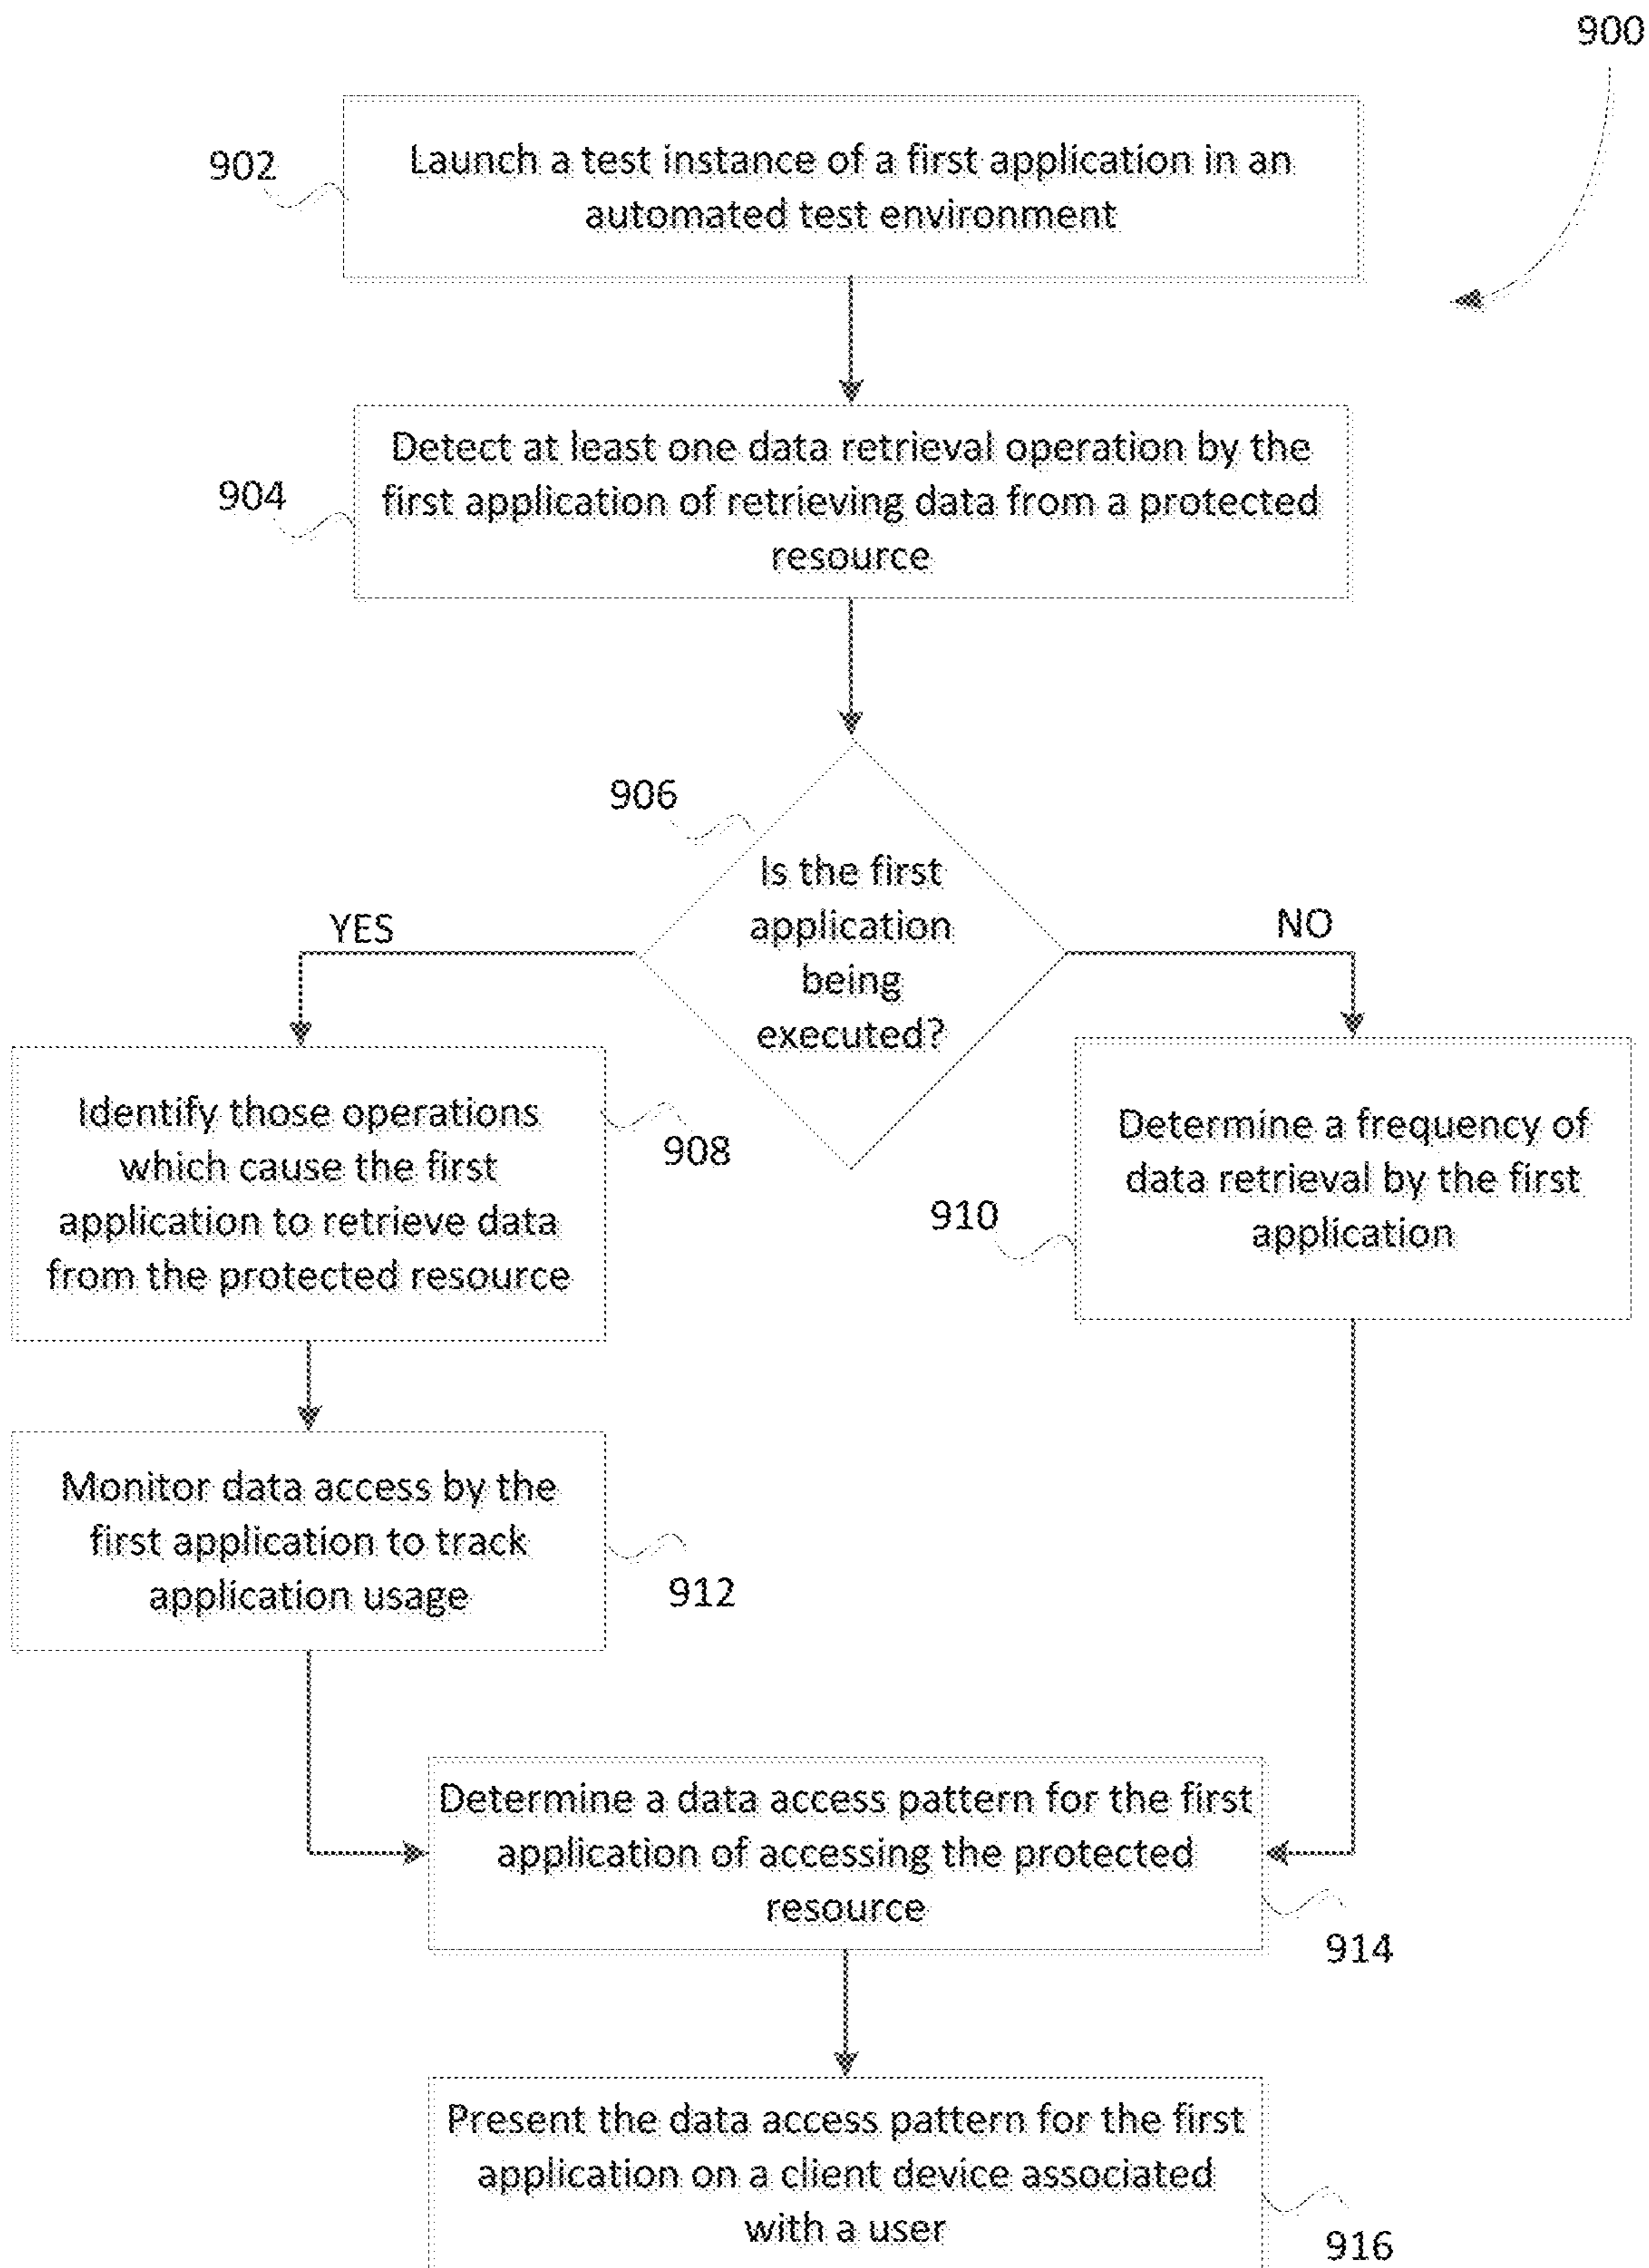 900
902
Launch a test instance of a first application in an
automated test environment
904
Detect at least one data retrieval operation by the
first application of retrieving data from a protected
resource
906
Is the first
application
being
executed?
YES
NO
Identify those operations
which cause the first
application to retrieve data
from the protected resource
908
Determine a frequency of
data retrieval by the first
application
910
Monitor data access by the
first application to track
application usage
912
Determine a data access pattern for the first
application of accessing the protected
resource
914
Present the data access pattern for the first
application on a client device associated
with a user
916